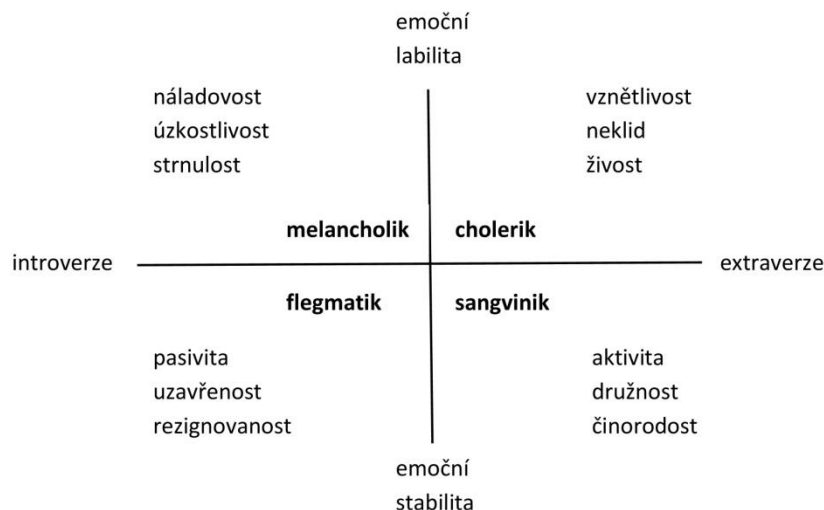 emoční
labilita
náladovost
úzkostlivost
strnulost
vznětlivost
neklid
živost
melancholik
cholerik
introverze
extraverze
flegmatik
sangvinik
pasivita
uzavřenost
rezignovanost
aktivita
družnost
činorodost
emoční
stabilita